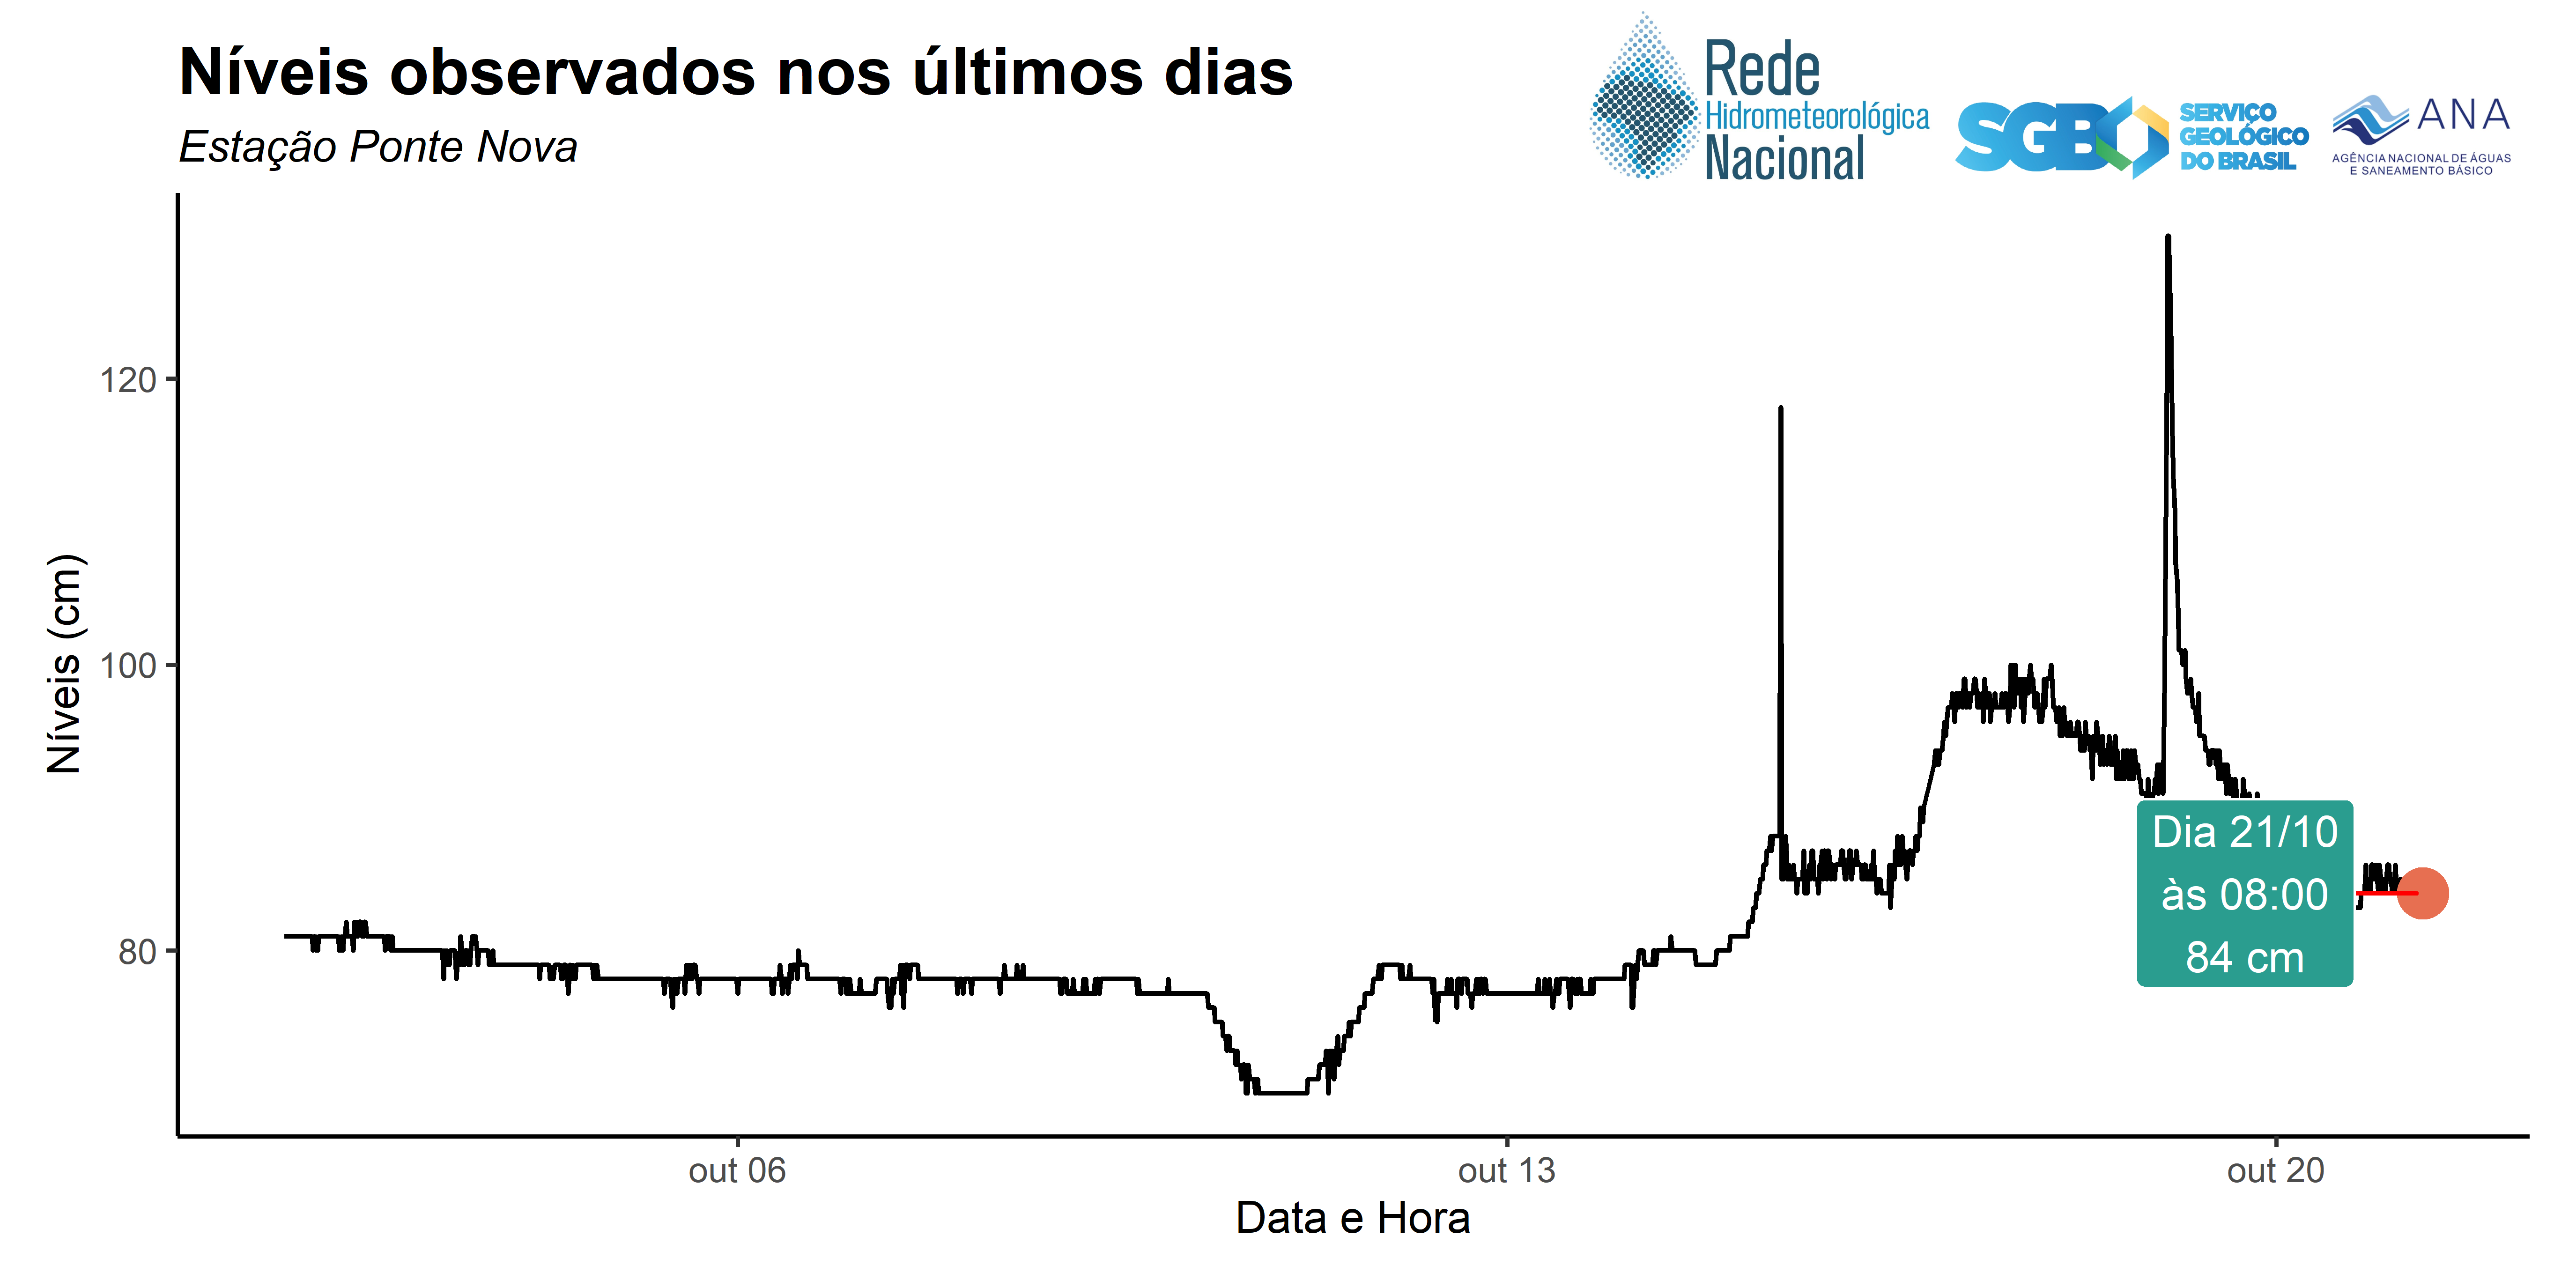 Níveis observados nos últimos dias
Estação Ponte Nova
Rede
Hidrometeorológica
Nacional
SGB
SERVIÇO
GEOLÓGICO
DO BRASIL
ANA
AGÊNCIA NACIONAL DE ÁGUAS
E SANEAMENTO BÁSICO
Níveis (cm)
120
100
80
Dia 21/10
às 08:00
84 cm
out 06
out 13
out 20
Data e Hora